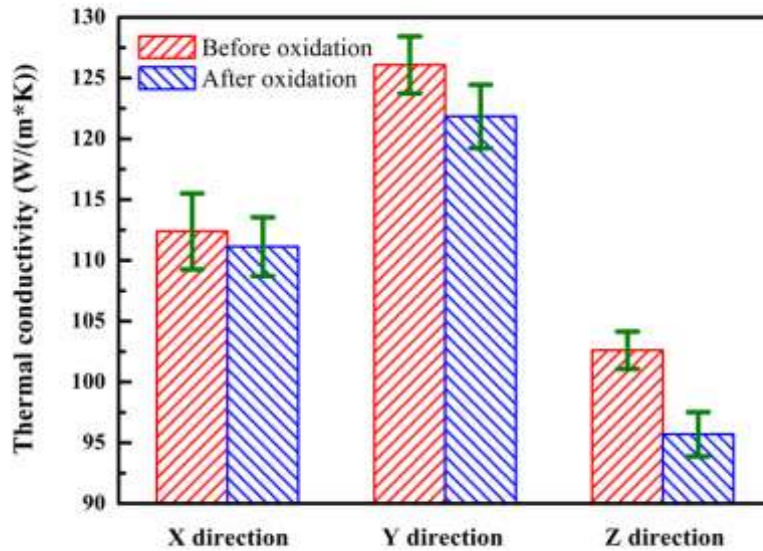 130
125
120
115
110
105
100
95
90
Thermal conductivity (W/(m*K))
Before oxidation
After oxidation
X direction
Y direction
Z direction